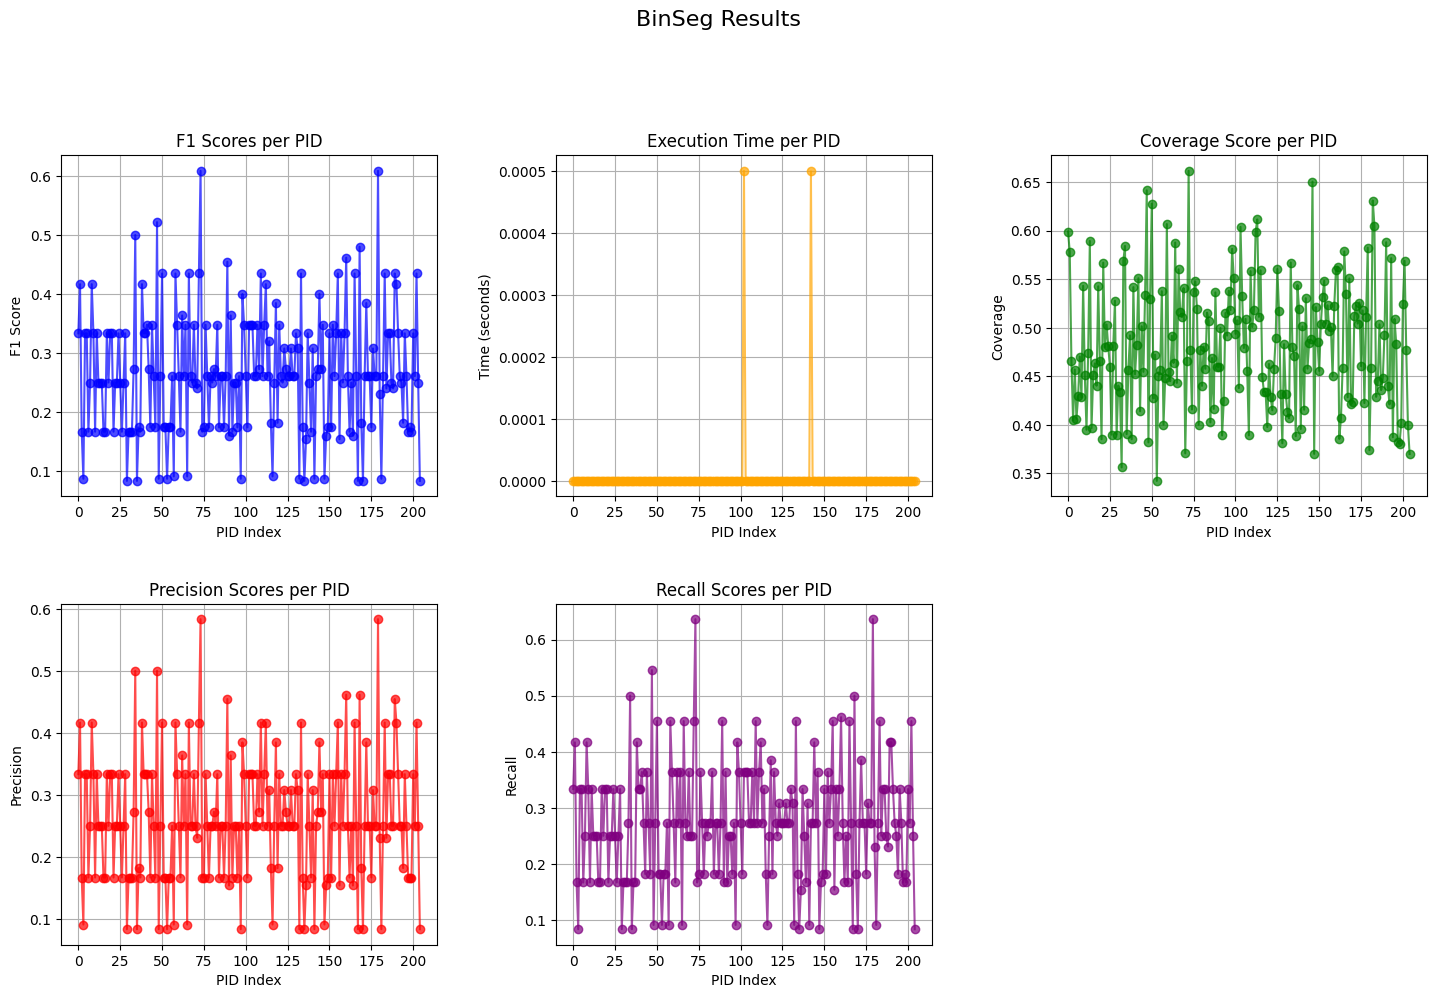 BinSeg Results
F1 Scores per PID
F1 Score
0.6
0.5
0.4
0.3
0.2
0.1
0 25 50 75 100 125 150 175 200
PID Index
Execution Time per PID
Time (seconds)
0.0005
0.0004
0.0003
0.0002
0.0001
0.0000
0 25 50 75 100 125 150 175 200
PID Index
Coverage Score per PID
Coverage
0.65
0.60
0.55
0.50
0.45
0.40
0.35
0 25 50 75 100 125 150 175 200
PID Index
Precision Scores per PID
Precision
0.6
0.5
0.4
0.3
0.2
0.1
0 25 50 75 100 125 150 175 200
PID Index
Recall Scores per PID
Recall
0.6
0.5
0.4
0.3
0.2
0.1
0 25 50 75 100 125 150 175 200
PID Index